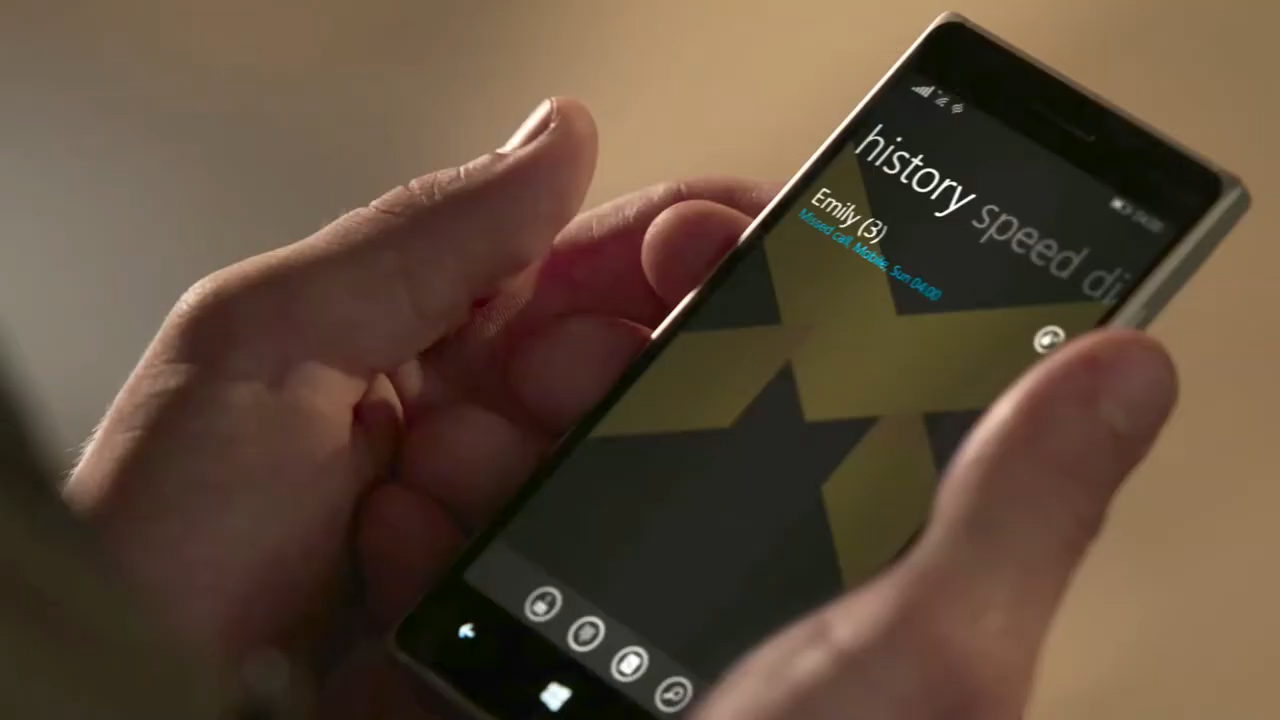 history speed di
Emily (3)
Missed call, Mobile, Sun 04:00